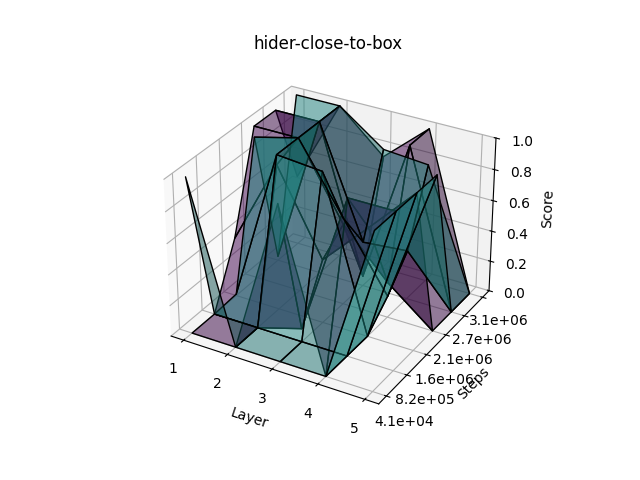 hider-close-to-box
1.0
0.8
0.6
0.4
0.2
0.0
Score
3.1e+06
2.7e+06
2.1e+06
1.6e+06
8.2e+05
4.1e+04
Steps
1
2
3
4
5
Layer